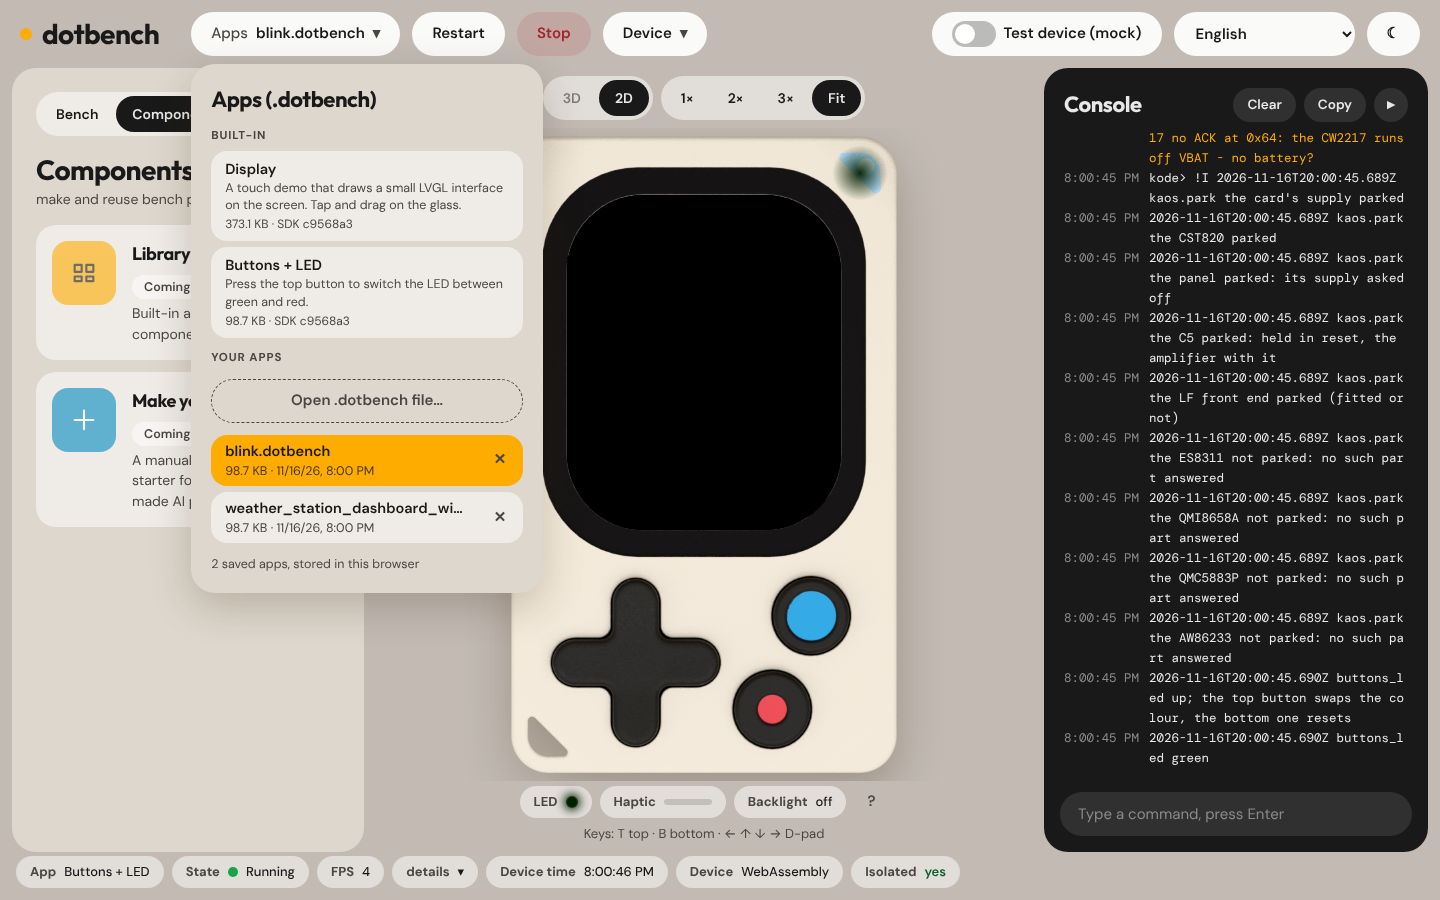 dotbench
Apps blink.dotbench ▼
Restart
Stop
Device ▼
Test device (mock)
English
Bench
Compon
Components
make and reuse bench p
Library
Coming
Built-in a
compone
Make yo
Coming
A manual
starter fo
made AI p
Apps (.dotbench)
BUILT-IN
Display
A touch demo that draws a small LVGL interface
on the screen. Tap and drag on the glass.
373.1 KB · SDK c9568a3
Buttons + LED
Press the top button to switch the LED between
green and red.
98.7 KB · SDK c9568a3
YOUR APPS
Open .dotbench file…
blink.dotbench
98.7 KB · 11/16/26, 8:00 PM
✕
weather_station_dashboard_wi…
98.7 KB · 11/16/26, 8:00 PM
✕
2 saved apps, stored in this browser
3D
2D
1×
2×
3×
Fit
LED
Haptic
Backlight off
?
Keys: T top · B bottom · ← ↑ ↓ → D-pad
Console
Clear
Copy
▶
17 no ACK at 0x64: the CW2217 runs
off VBAT - no battery?
8:00:45 PM kode> !I 2026-11-16T20:00:45.689Z
kaos.park the card's supply parked
8:00:45 PM 2026-11-16T20:00:45.689Z kaos.park
the CST820 parked
8:00:45 PM 2026-11-16T20:00:45.689Z kaos.park
the panel parked: its supply asked
off
8:00:45 PM 2026-11-16T20:00:45.689Z kaos.park
the C5 parked: held in reset, the
amplifier with it
8:00:45 PM 2026-11-16T20:00:45.689Z kaos.park
the LF front end parked (fitted or
not)
8:00:45 PM 2026-11-16T20:00:45.689Z kaos.park
the ES8311 not parked: no such par
t answered
8:00:45 PM 2026-11-16T20:00:45.689Z kaos.park
the QMI8658A not parked: no such p
art answered
8:00:45 PM 2026-11-16T20:00:45.689Z kaos.park
the QMC5883P not parked: no such p
art answered
8:00:45 PM 2026-11-16T20:00:45.689Z kaos.park
the AW86233 not parked: no such pa
rt answered
8:00:45 PM 2026-11-16T20:00:45.690Z buttons_l
ed up; the top button swaps the co
lour, the bottom one resets
8:00:45 PM 2026-11-16T20:00:45.690Z buttons_l
ed green
Type a command, press Enter
App Buttons + LED
State Running
FPS 4
details ▼
Device time 8:00:46 PM
Device WebAssembly
Isolated yes